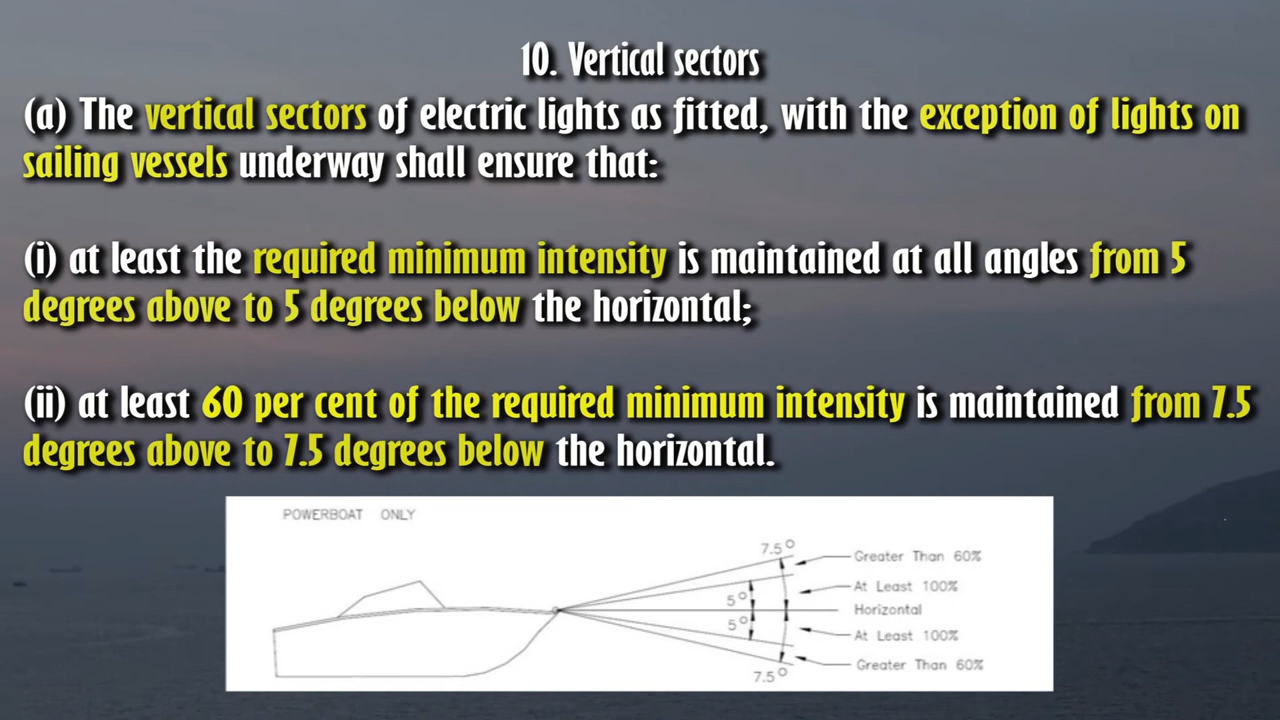 10. Vertical sectors
(a) The vertical sectors of electric lights as fitted, with the exception of lights on
sailing vessels underway shall ensure that:
(i) at least the required minimum intensity is maintained at all angles from 5
degrees above to 5 degrees below the horizontal;
(ii) at least 60 per cent of the required minimum intensity is maintained from 7.5
degrees above to 7.5 degrees below the horizontal.
POWERBOAT ONLY
7.5°
Greater Than 60%
At Least 100%
5°
Horizontal
5°
At Least 100%
Greater Than 60%
7.5°